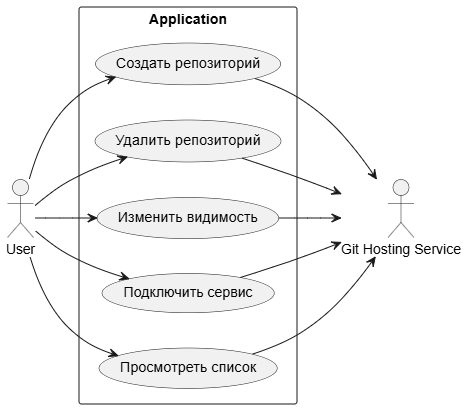 Application
Создать репозиторий
Удалить репозиторий
Изменить видимость
User
Git Hosting Service
Подключить сервис
Просмотреть список